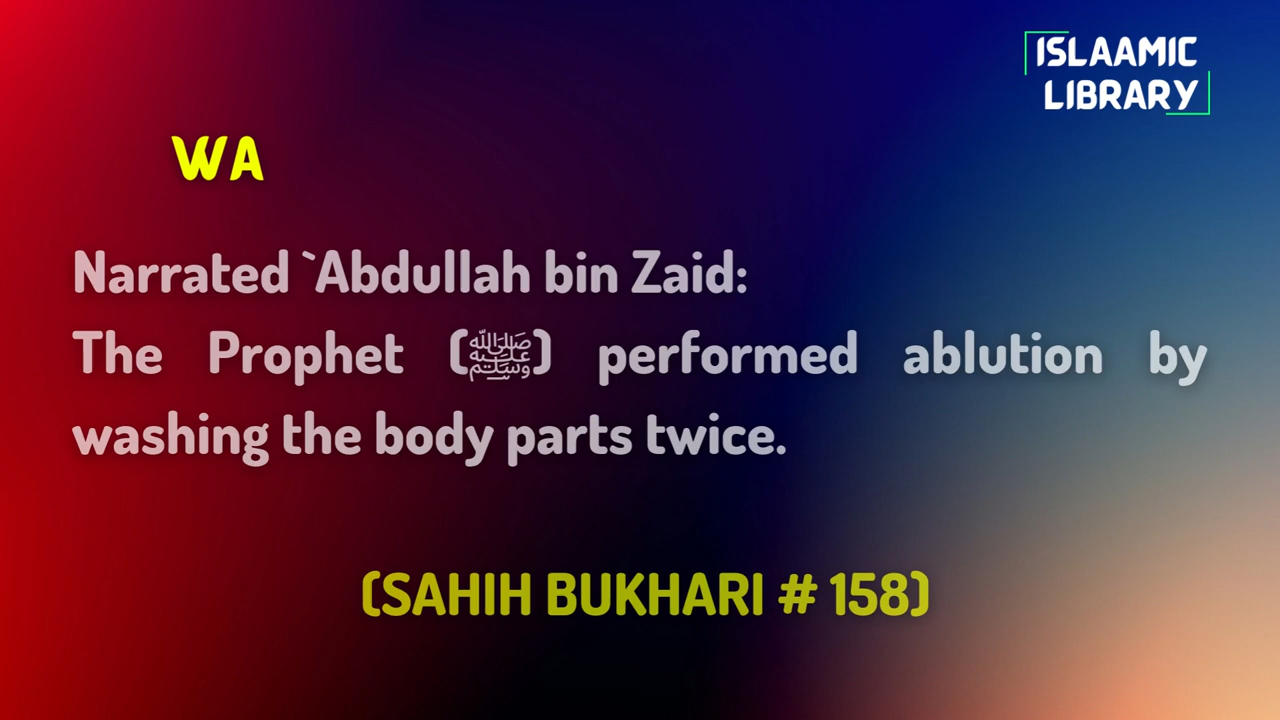 ISLAAMIC
LIBRARY
WA
Narrated `Abdullah bin Zaid:
The Prophet (ﷺ) performed ablution by
washing the body parts twice.
(SAHIH BUKHARI # 158)